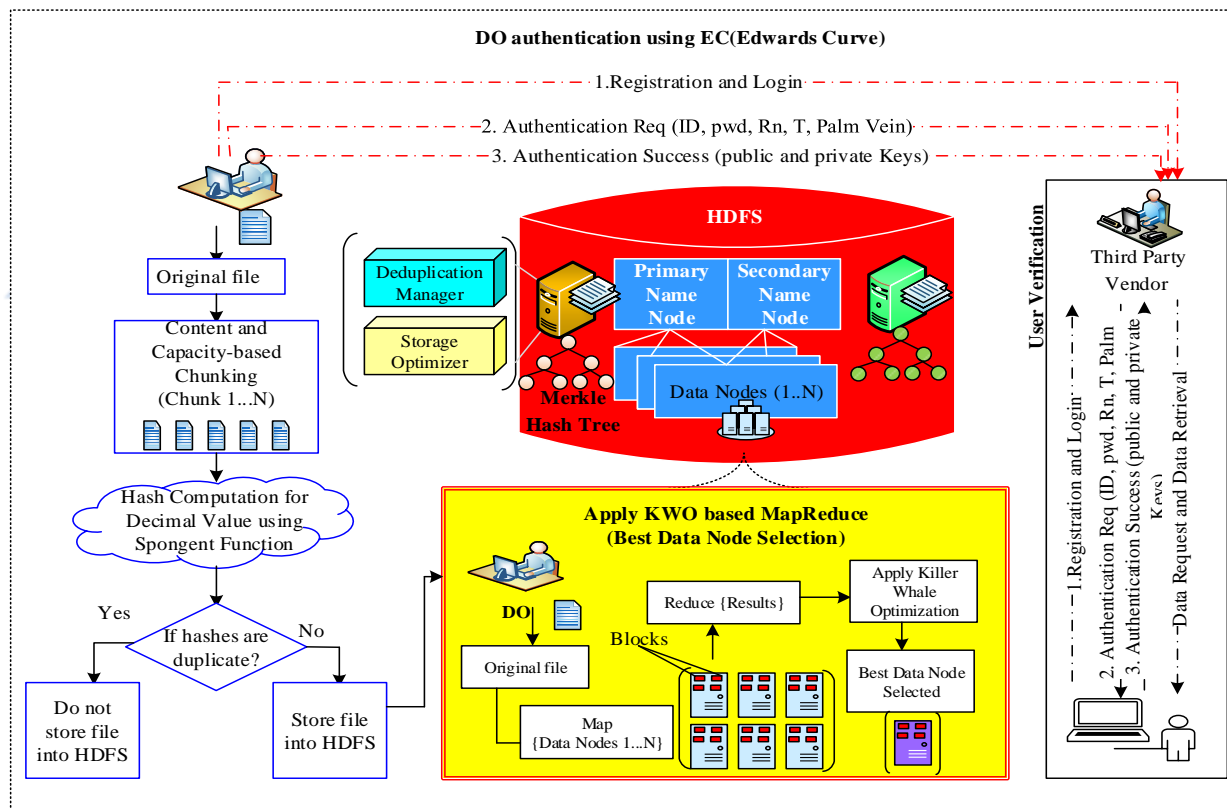 DO authentication using EC(Edwards Curve)
1.Registration and Login
2. Authentication Req (ID, pwd, Rn, T, Palm Vein)
3. Authentication Success (public and private Keys)
Original file
Content and
Capacity-based
Chunking
(Chunk 1...N)
Hash Computation for
Decimal Value using
Spongent Function
If hashes are
duplicate?
Yes
No
Do not
store file
into HDFS
Store file
into HDFS
Deduplication
Manager
Storage
Optimizer
HDFS
Primary
Name
Node
Secondary
Name
Node
Data Nodes (1..N)
Merkle
Hash Tree
Apply KWO based MapReduce
(Best Data Node Selection)
DO
Original file
Map
{Data Nodes 1...N}
Blocks
Reduce {Results}
Apply Killer
Whale
Optimization
Best Data Node
Selected
User Verification
Third Party
Vendor
1.Registration and Login
2. Authentication Req (ID, pwd, Rn, T, Palm
3. Authentication Success (public and private
Keys)
Data Request and Data Retrieval